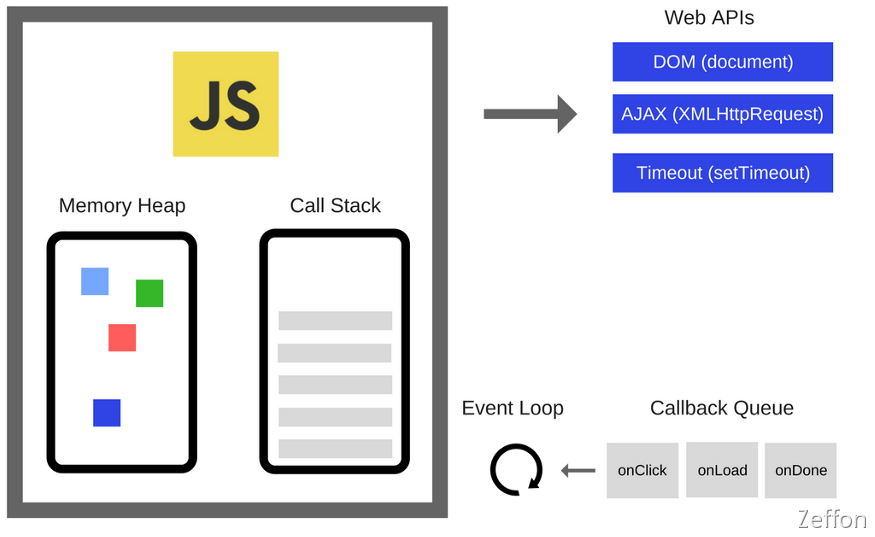 Web APIs
DOM (document)
JS
AJAX (XMLHttpRequest)
Timeout (setTimeout)
Memory Heap
Call Stack
Event Loop
Callback Queue
onClick
onLoad
onDone
Zeffon